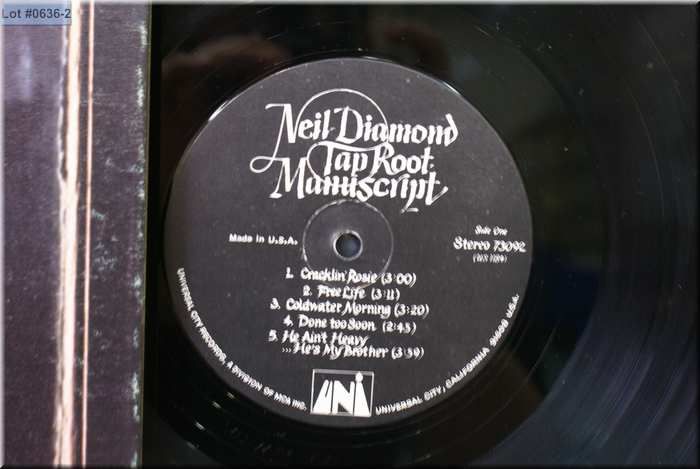 Lot #0636-2
Neil Diamond
Tap Root
Manuscript
Made in U.S.A.
Side One
Stereo 73092
1. Cracklin' Rosie (3:00)
2. Free Life (3:11)
3. Coldwater Morning (3:20)
4. Done too Soon (2:45)
5. He Ain't Heavy
...He's My Brother (3:59)
UNI
UNIVERSAL CITY RECORDS, A DIVISION OF MCA INC. UNIVERSAL CITY, CALIFORNIA 91608 U.S.A.